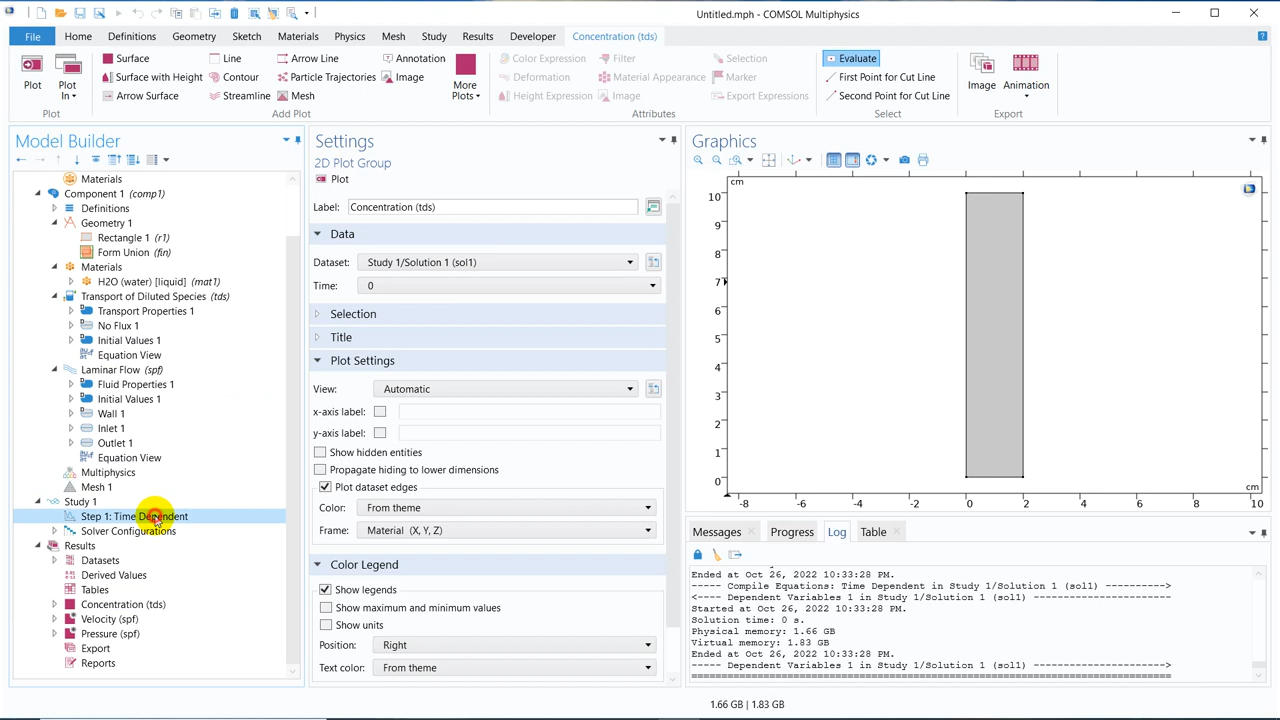 Untitled.mph - COMSOL Multiphysics
File Home Definitions Geometry Sketch Materials Physics Mesh Study Results Developer Concentration (tds)
Surface Line Arrow Line Annotation Color Expression Filter Selection Evaluate
Surface with Height Contour Particle Trajectories Image Deformation Material Appearance Marker First Point for Cut Line
Plot Plot In Arrow Surface Streamline Mesh More Plots Height Expression Image Export Expressions Second Point for Cut Line Image Animation
Plot Add Plot Attributes Select Export
Model Builder
Materials
Component 1 (comp1)
Definitions
Geometry 1
Rectangle 1 (r1)
Form Union (fin)
Materials
H2O (water) [liquid] (mat1)
Transport of Diluted Species (tds)
Transport Properties 1
No Flux 1
Initial Values 1
Equation View
Laminar Flow (spf)
Fluid Properties 1
Initial Values 1
Wall 1
Inlet 1
Outlet 1
Equation View
Multiphysics
Mesh 1
Study 1
Step 1: Time Dependent
Solver Configurations
Results
Datasets
Derived Values
Tables
Concentration (tds)
Velocity (spf)
Pressure (spf)
Export
Reports
Settings
2D Plot Group
Plot
Label: Concentration (tds)
Data
Dataset: Study 1/Solution 1 (sol1)
Time: 0
Selection
Title
Plot Settings
View: Automatic
x-axis label:
y-axis label:
Show hidden entities
Propagate hiding to lower dimensions
Plot dataset edges
Color: From theme
Frame: Material (X, Y, Z)
Color Legend
Show legends
Show maximum and minimum values
Show units
Position: Right
Text color: From theme
Graphics
cm
10
9
8
7
6
5
4
3
2
1
0
cm
-8 -6 -4 -2 0 2 4 6 8 10
Messages Progress Log Table
Ended at Oct 26, 2022 10:33:28 PM.
----- Compile Equations: Time Dependent in Study 1/Solution 1 (sol1) ---------->
<---- Dependent Variables 1 in Study 1/Solution 1 (sol1) -----------------------
Started at Oct 26, 2022 10:33:28 PM.
Solution time: 0 s.
Physical memory: 1.66 GB
Virtual memory: 1.83 GB
Ended at Oct 26, 2022 10:33:28 PM.
----- Dependent Variables 1 in Study 1/Solution 1 (sol1) ---------------------->
================================================================================
1.66 GB | 1.83 GB